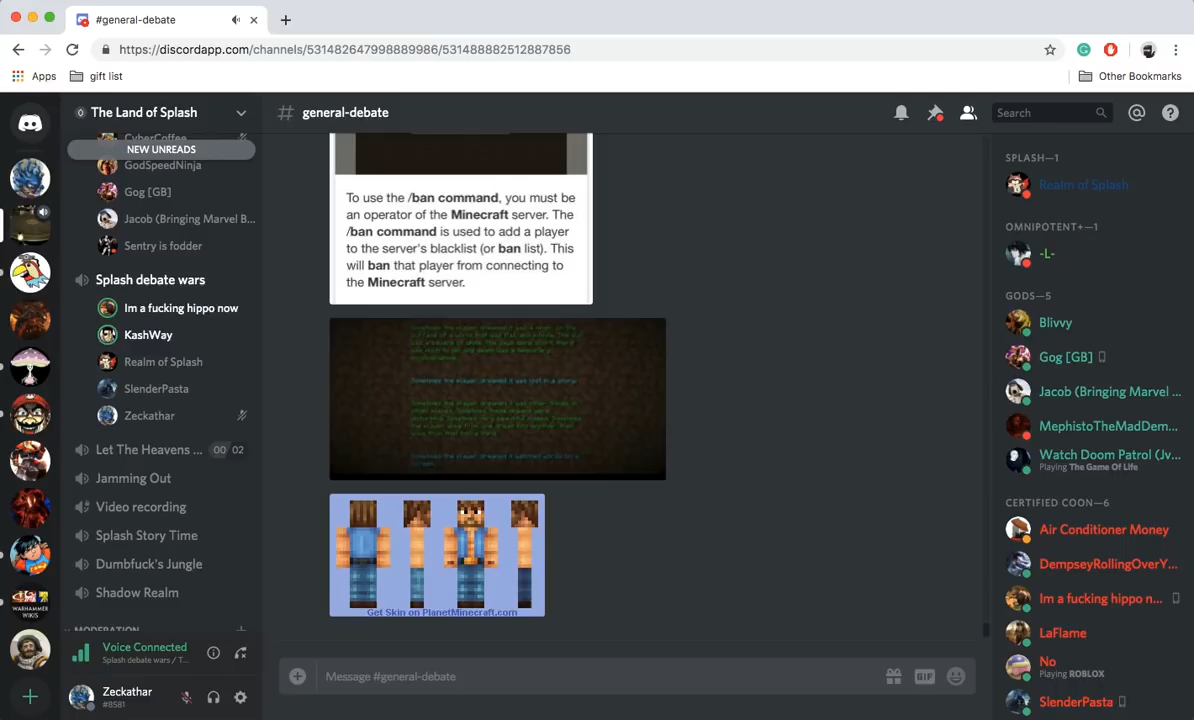 #general-debate
https://discordapp.com/channels/531482647998889986/531488882512887856
Apps
gift list
Other Bookmarks
The Land of Splash
general-debate
Search
CyberCoffee
NEW UNREADS
GodSpeedNinja
Gog [GB]
Jacob (Bringing Marvel B...
Sentry is fodder
Splash debate wars
Im a fucking hippo now
KashWay
Realm of Splash
SlenderPasta
Zeckathar
Let The Heavens ... 00 02
Jamming Out
Video recording
Splash Story Time
Dumbfuck's Jungle
Shadow Realm
MODERATION
Voice Connected
Splash debate wars / T...
Zeckathar
#8581
To use the /ban command, you must be
an operator of the Minecraft server. The
/ban command is used to add a player
to the server's blacklist (or ban list). This
will ban that player from connecting to
the Minecraft server.
Get Skin on PlanetMinecraft.com
Message #general-debate
GIF
SPLASH—1
Realm of Splash
OMNIPOTENT+—1
-L-
GODS—5
Blivvy
Gog [GB]
Jacob (Bringing Marvel ...
MephistoTheMadDem...
Watch Doom Patrol (Jv...
Playing The Game Of Life
CERTIFIED COON—6
Air Conditioner Money
DempseyRollingOverY...
Im a fucking hippo n...
LaFlame
No
Playing ROBLOX
SlenderPasta
WARHAMMER
WIKIS